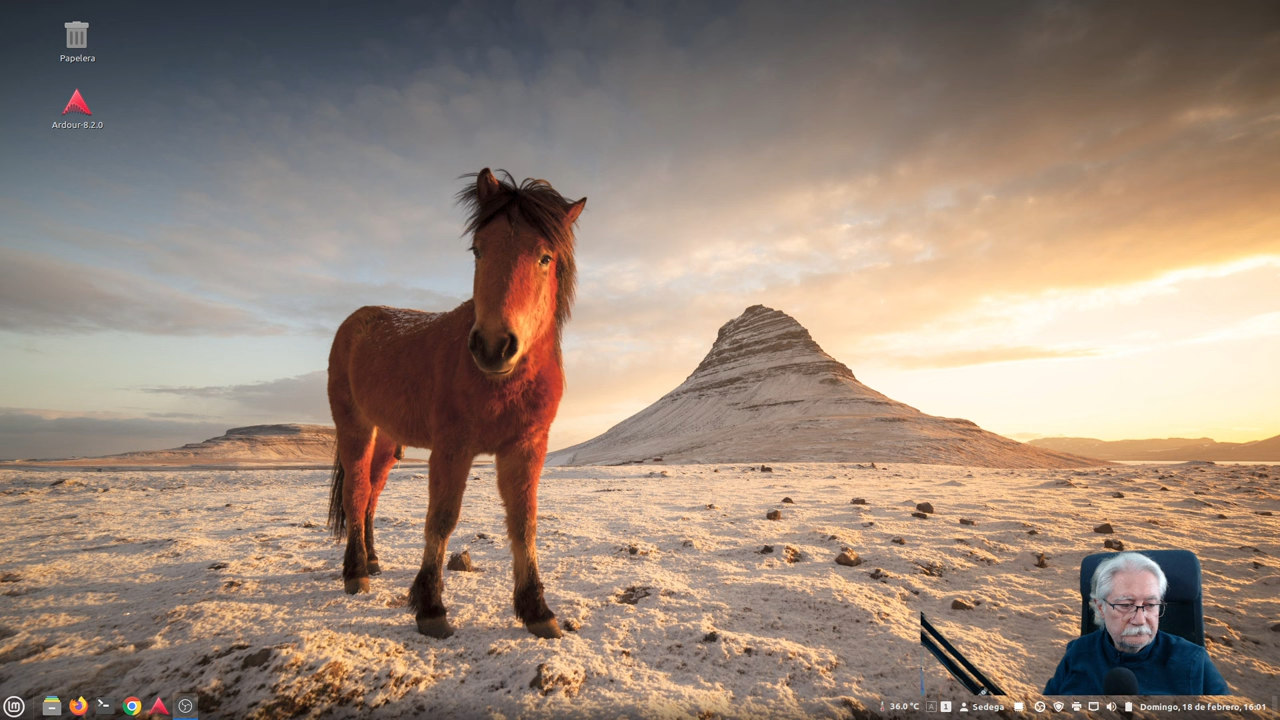 Papelera
Ardour-8.2.0
36.0 °C A 1 Sedega Domingo, 18 de febrero, 16:01